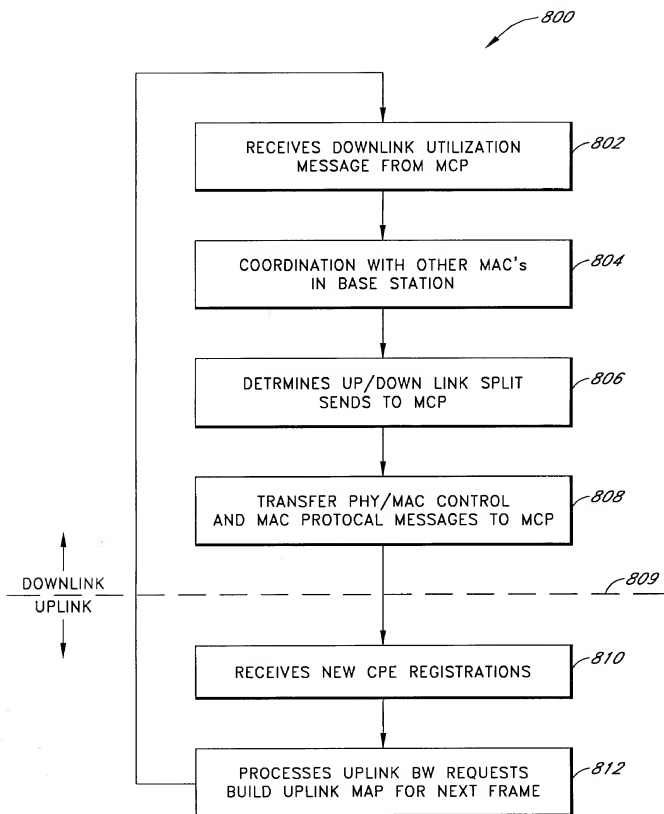 800
RECEIVES DOWNLINK UTILIZATION
MESSAGE FROM MCP
802
COORDINATION WITH OTHER MAC's
IN BASE STATION
804
DETRMINES UP/DOWN LINK SPLIT
SENDS TO MCP
806
TRANSFER PHY/MAC CONTROL
AND MAC PROTOCAL MESSAGES TO MCP
808
DOWNLINK
UPLINK
809
RECEIVES NEW CPE REGISTRATIONS
810
PROCESSES UPLINK BW REQUESTS
BUILD UPLINK MAP FOR NEXT FRAME
812